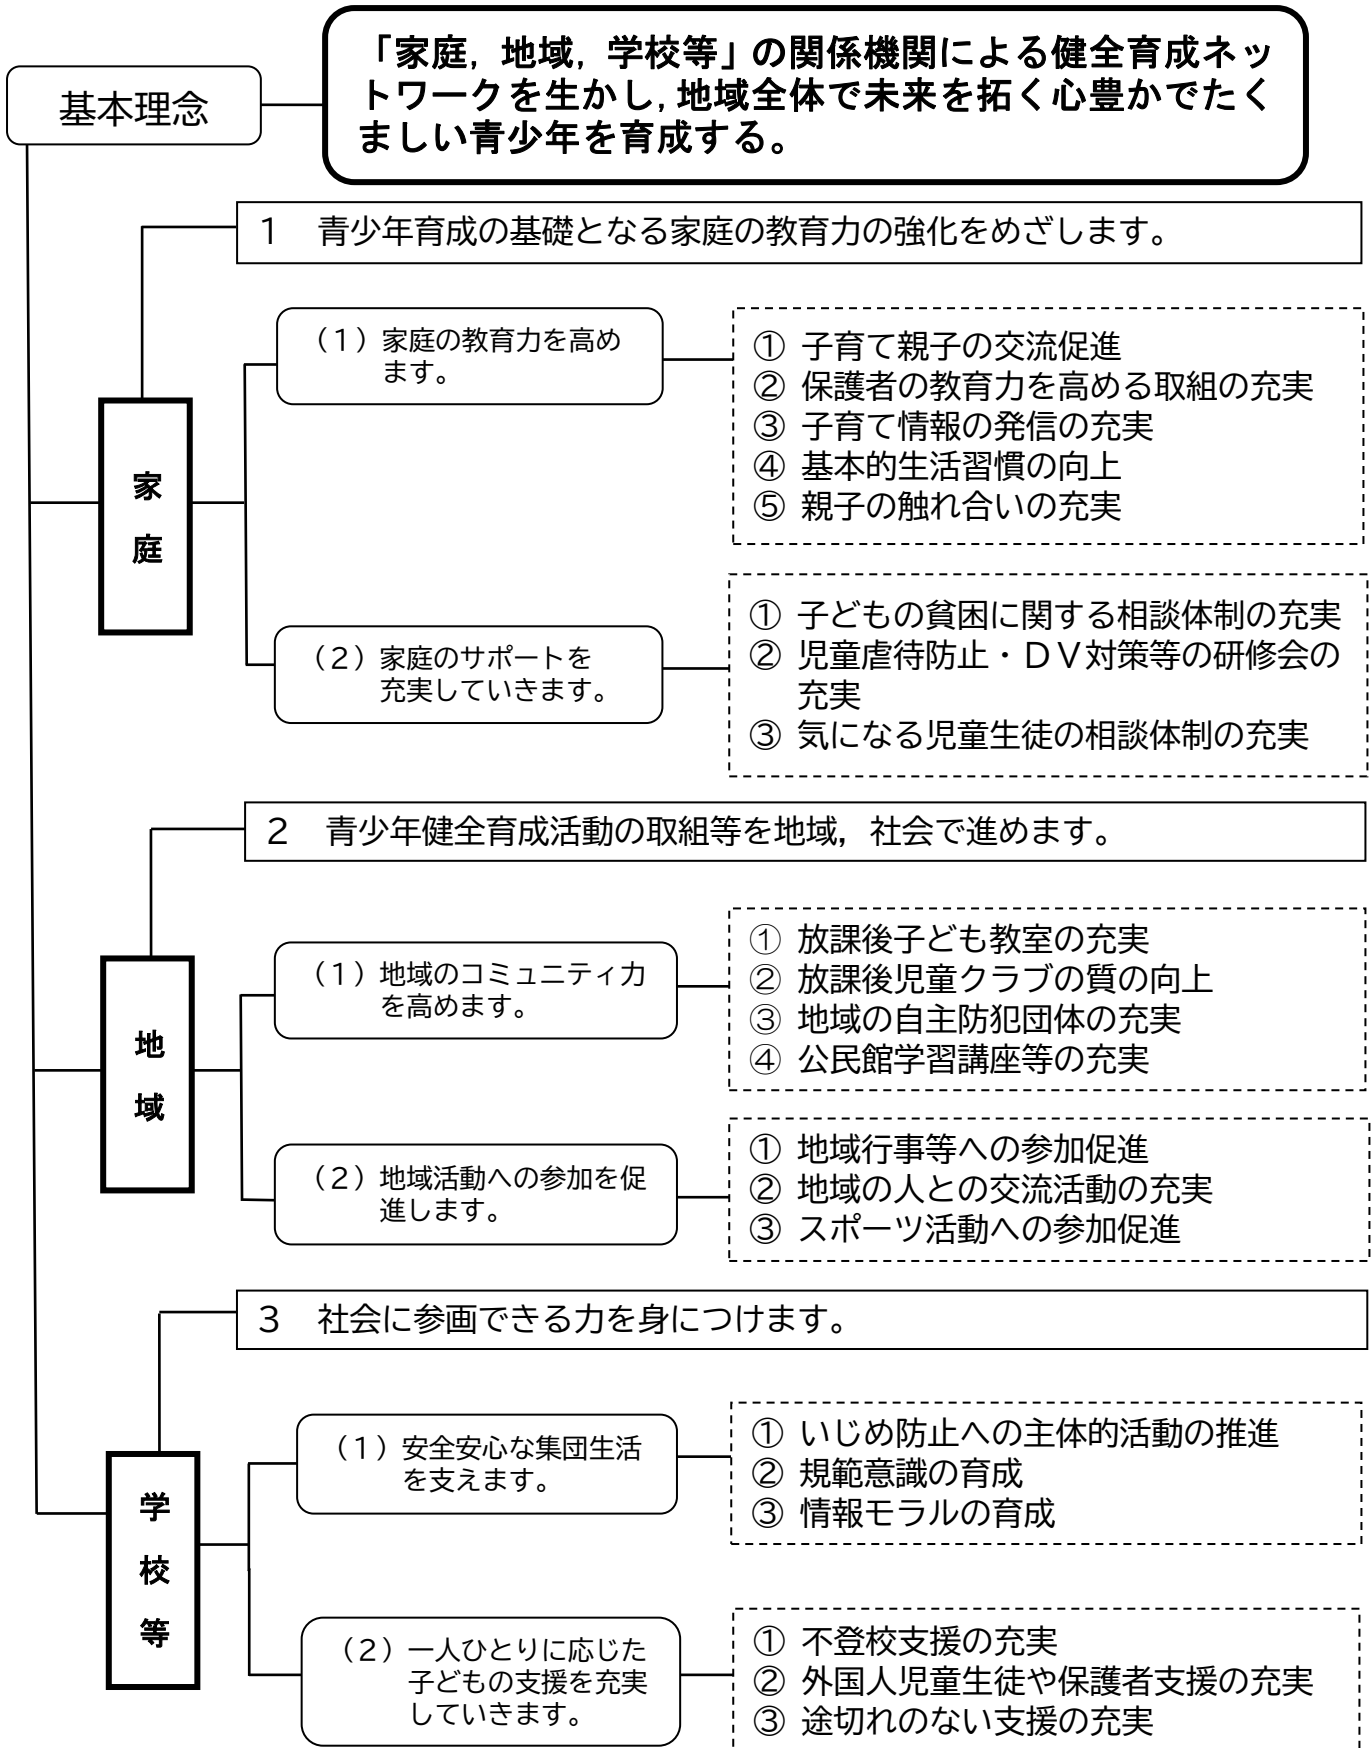 基本理念
「家庭，地域，学校等」の関係機関による健全育成ネッ
トワークを生かし，地域全体で未来を拓く心豊かでたく
ましい青少年を育成する。
１　青少年育成の基礎となる家庭の教育力の強化をめざします。
家庭
（１）家庭の教育力を高め
ます。
① 子育て親子の交流促進
② 保護者の教育力を高める取組の充実
③ 子育て情報の発信の充実
④ 基本的生活習慣の向上
⑤ 親子の触れ合いの充実
（２）家庭のサポートを
充実していきます。
① 子どもの貧困に関する相談体制の充実
② 児童虐待防止・ＤＶ対策等の研修会の
充実
③ 気になる児童生徒の相談体制の充実
２　青少年健全育成活動の取組等を地域，社会で進めます。
地域
（１）地域のコミュニティ力
を高めます。
① 放課後子ども教室の充実
② 放課後児童クラブの質の向上
③ 地域の自主防犯団体の充実
④ 公民館学習講座等の充実
（２）地域活動への参加を促
進します。
① 地域行事等への参加促進
② 地域の人との交流活動の充実
③ スポーツ活動への参加促進
３　社会に参画できる力を身につけます。
学校等
（１）安全安心な集団生活
を支えます。
① いじめ防止への主体的活動の推進
② 規範意識の育成
③ 情報モラルの育成
（２）一人ひとりに応じた
子どもの支援を充実
していきます。
① 不登校支援の充実
② 外国人児童生徒や保護者支援の充実
③ 途切れのない支援の充実